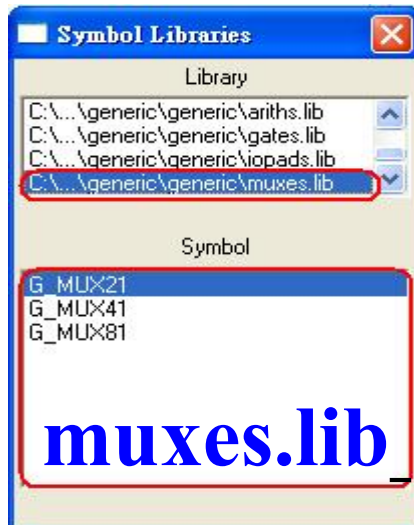 Symbol Libraries
Library
C:\...\generic\generic\ariths.lib
C:\...\generic\generic\gates.lib
C:\...\generic\generic\iopads.lib
C:\...\generic\generic\muxes.lib
Symbol
G_MUX21
G_MUX41
G_MUX81
muxes.lib_